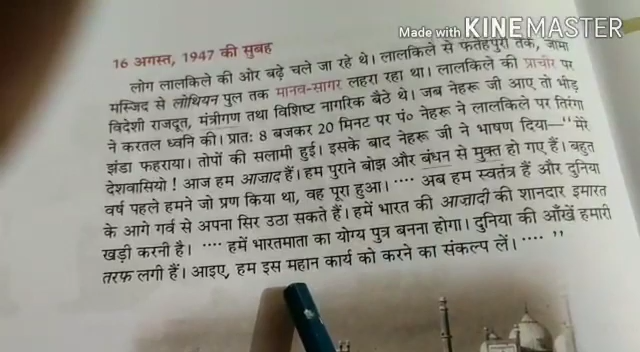 Made with KINEMASTER
16 अगस्त, 1947 की सुबह
लोग लालकिले की ओर बढ़े चले जा रहे थे। लालकिले से फतेहपुरी तक, जामा
मस्जिद से लोथियन पुल तक मानव-सागर लहरा रहा था। लालकिले की प्राचीर पर
विदेशी राजदूत, मंत्रीगण तथा विशिष्ट नागरिक बैठे थे। जब नेहरू जी आए तो भीड़
ने करतल ध्वनि की। प्रात: 8 बजकर 20 मिनट पर पं० नेहरू ने लालकिले पर तिरंगा
झंडा फहराया। तोपों की सलामी हुई। इसके बाद नेहरू जी ने भाषण दिया—“मेरे
देशवासियो! आज हम आज़ाद हैं। हम पुराने बोझ और बंधन से मुक्त हो गए हैं। बहुत
वर्ष पहले हमने जो प्रण किया था, वह पूरा हुआ। .... अब हम स्वतंत्र हैं और दुनिया
के आगे गर्व से अपना सिर उठा सकते हैं। हमें भारत की आज़ादी की शानदार इमारत
खड़ी करनी है। .... हमें भारतमाता का योग्य पुत्र बनना होगा। दुनिया की आँखें हमारी
तरफ लगी हैं। आइए, हम इस महान कार्य को करने का संकल्प लें। ....”